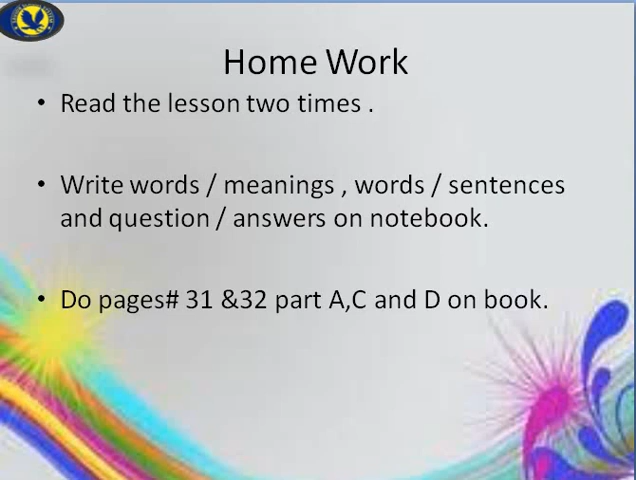 Home Work
• Read the lesson two times .
• Write words / meanings , words / sentences
and question / answers on notebook.
• Do pages# 31 &32 part A,C and D on book.